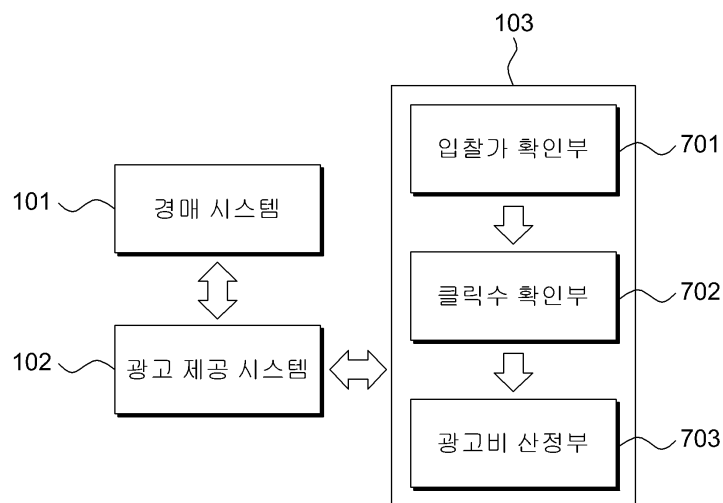 103
입찰가 확인부
701
101
경매 시스템
클릭수 확인부
702
102
광고 제공 시스템
광고비 산정부
703